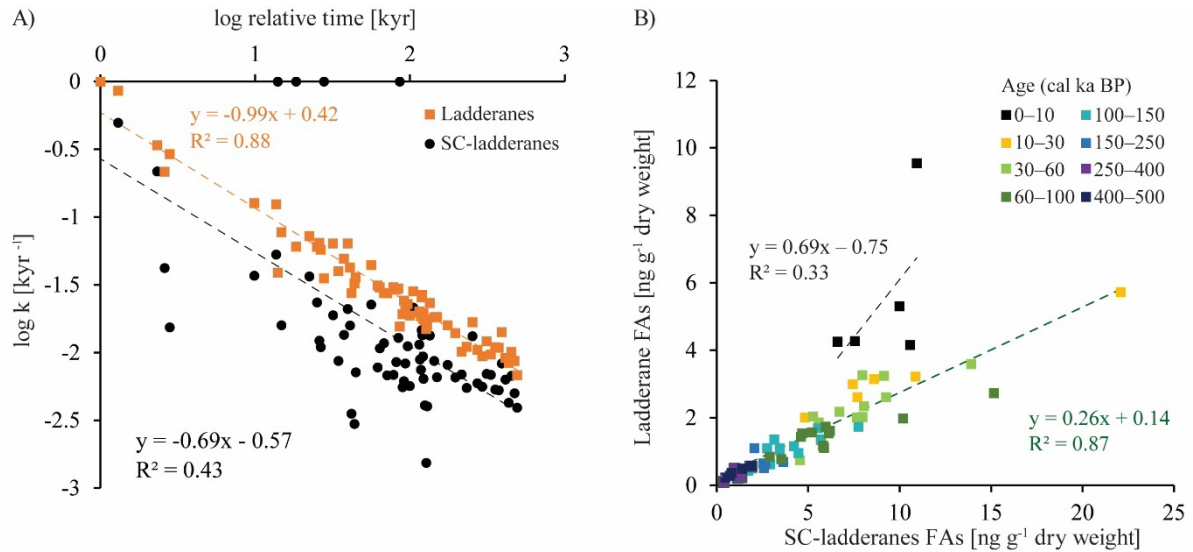 A)
log relative time [kyr]
0
1
2
3
0
-0.5
-1
-1.5
-2
-2.5
-3
log k [kyr⁻¹]
y = -0.99x + 0.42
R² = 0.88
Ladderanes
SC-ladderanes
y = -0.69x - 0.57
R² = 0.43
B)
12
10
8
6
4
2
0
Ladderane FAs [ng g⁻¹ dry weight]
Age (cal ka BP)
0–10
100–150
10–30
150–250
30–60
250–400
60–100
400–500
y = 0.69x – 0.75
R² = 0.33
y = 0.26x + 0.14
R² = 0.87
0
5
10
15
20
25
SC-ladderanes FAs [ng g⁻¹ dry weight]